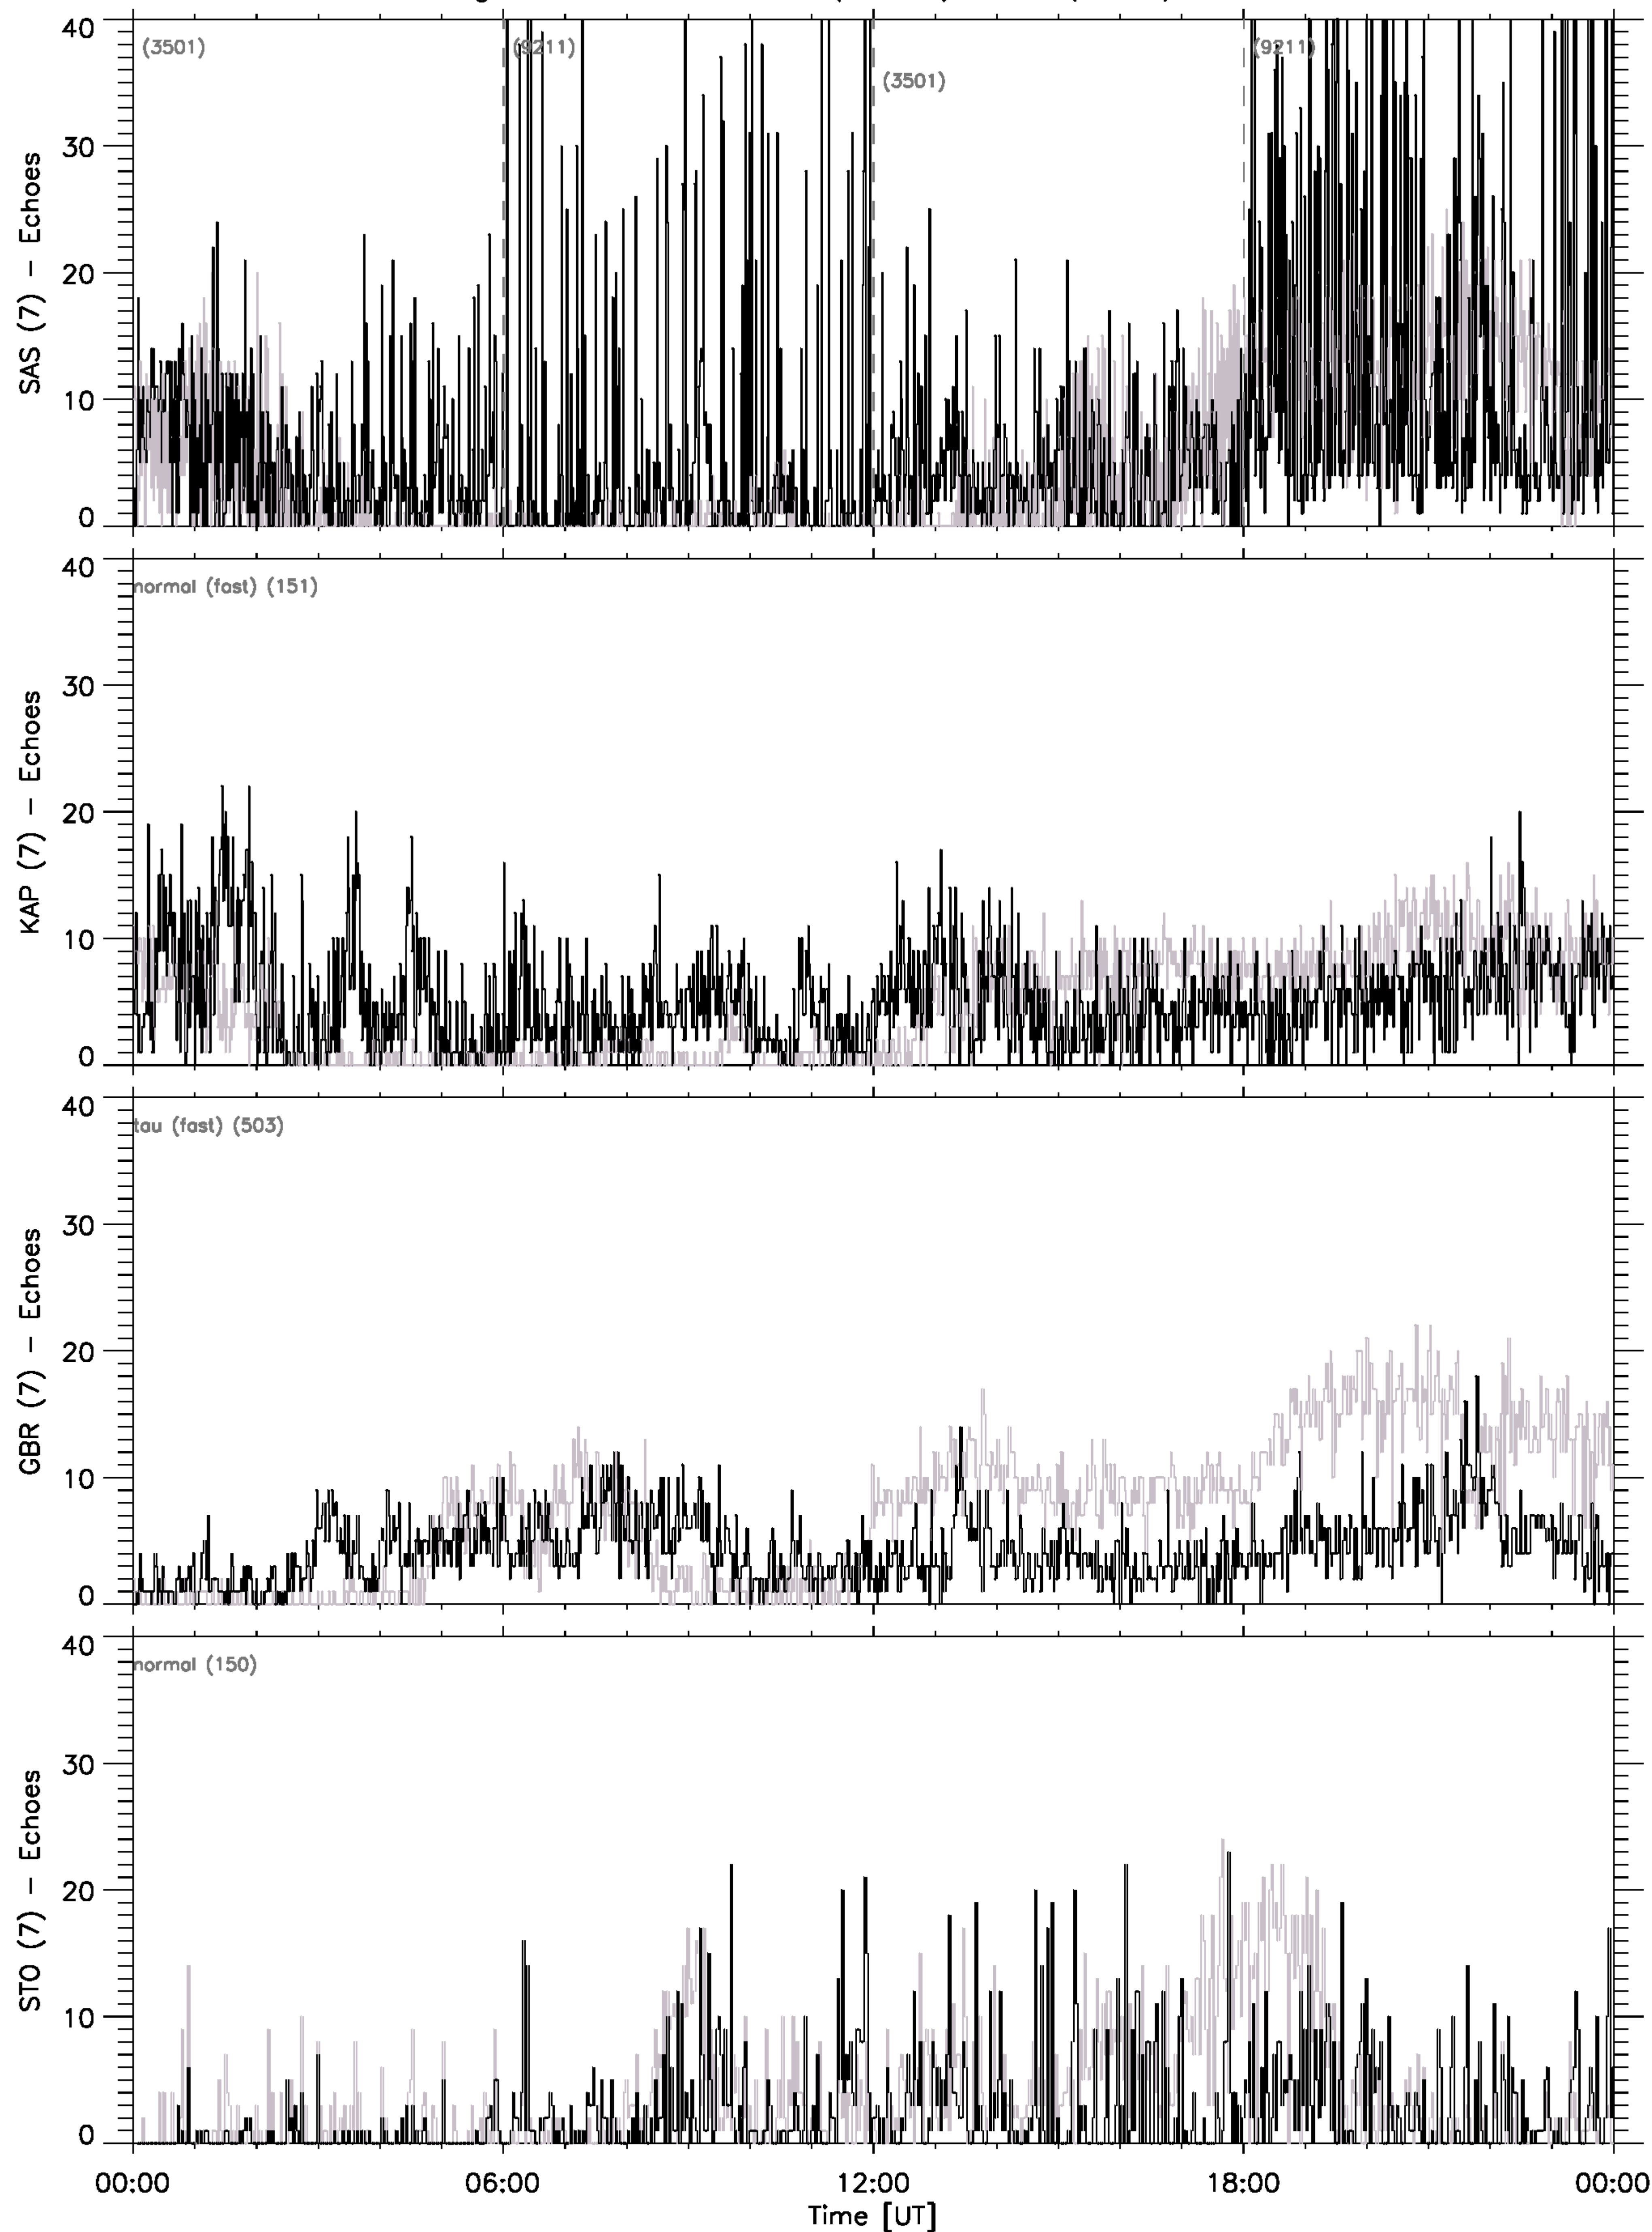 40
(3501)
(9211)
(9211)
(3501)
30
20
10
0
SAS (7) - Echoes
40
normal (fast) (151)
30
20
10
0
KAP (7) - Echoes
40
tau (fast) (503)
30
20
10
0
GBR (7) - Echoes
40
normal (150)
30
20
10
0
STO (7) - Echoes
00:00 06:00 12:00 18:00 00:00
Time [UT]